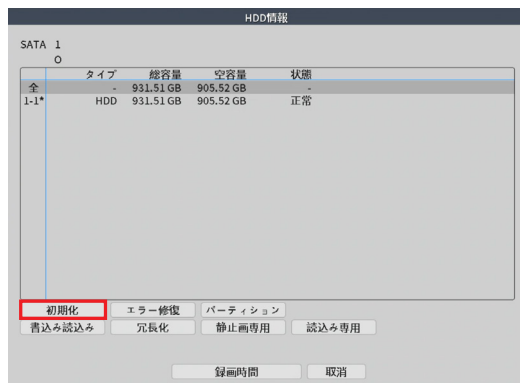 HDD情報
SATA 1
O
タイプ 総容量 空容量 状態
全 - 931.51 GB 905.52 GB -
1-1* HDD 931.51 GB 905.52 GB 正常
初期化 エラー修復 パーティション
書込み読込み 冗長化 静止画専用 読込み専用
録画時間 取消